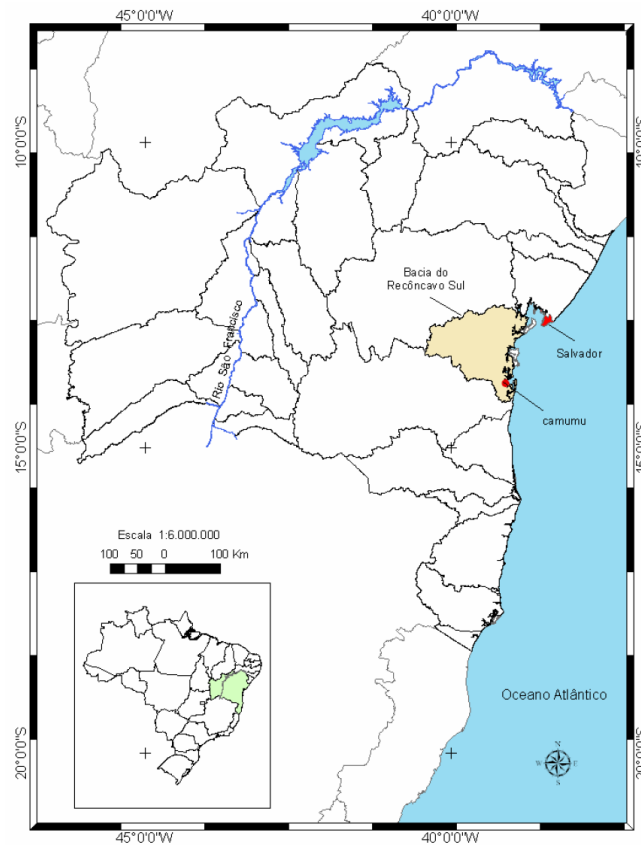 45°0'0"W
40°0'0"W
10°0'0"S
10°0'0"S
Bacia do
Recôncavo Sul
Salvador
Rio São Francisco
camumu
15°0'0"S
15°0'0"S
Escala 1:6.000.000
100 50 0 100 Km
Oceano Atlântico
N
W
E
S
20°0'0"S
20°0'0"S
45°0'0"W
40°0'0"W